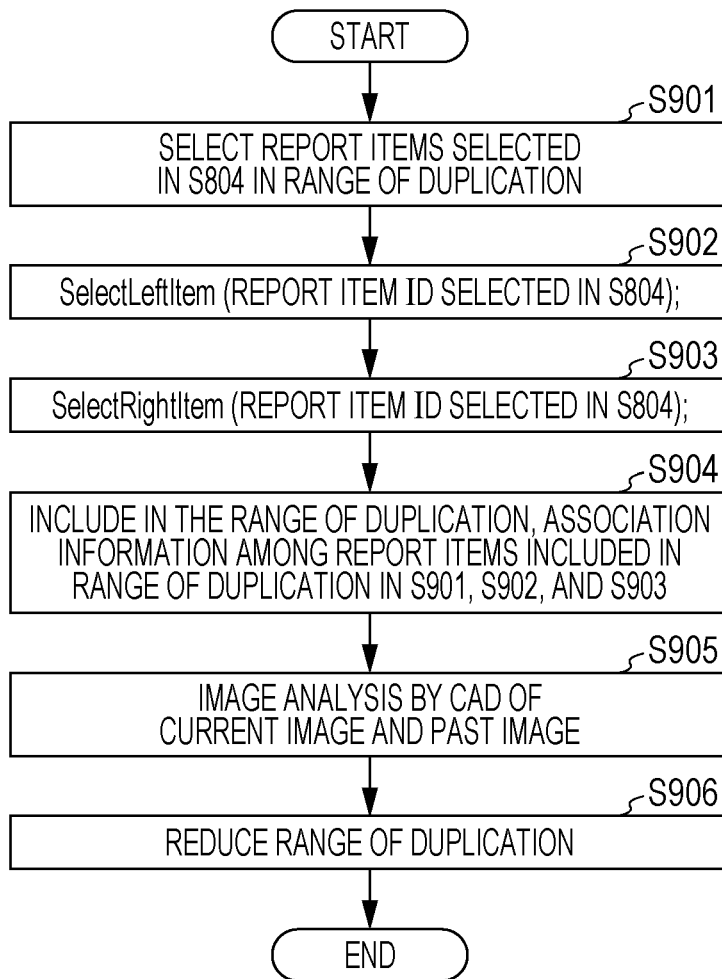 START
S901
SELECT REPORT ITEMS SELECTED
IN S804 IN RANGE OF DUPLICATION
S902
SelectLeftItem (REPORT ITEM ID SELECTED IN S804);
S903
SelectRightItem (REPORT ITEM ID SELECTED IN S804);
S904
INCLUDE IN THE RANGE OF DUPLICATION, ASSOCIATION
INFORMATION AMONG REPORT ITEMS INCLUDED IN
RANGE OF DUPLICATION IN S901, S902, AND S903
S905
IMAGE ANALYSIS BY CAD OF
CURRENT IMAGE AND PAST IMAGE
S906
REDUCE RANGE OF DUPLICATION
END